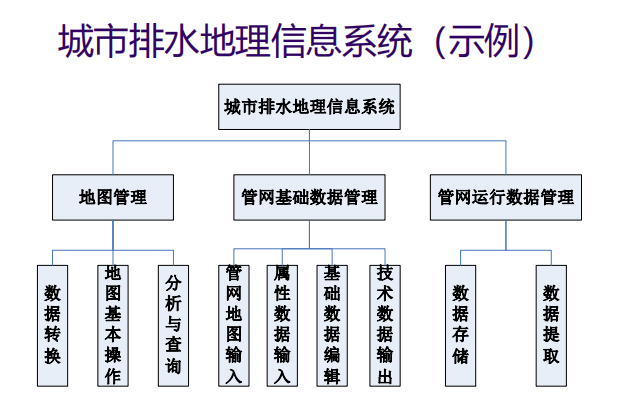 城市排水地理信息系统（示例）
城市排水地理信息系统
地图管理
管网基础数据管理
管网运行数据管理
数据转换
地图基本操作
分析与查询
管网地图输入
属性数据输入
基础数据编辑
技术数据输出
数据存储
数据提取